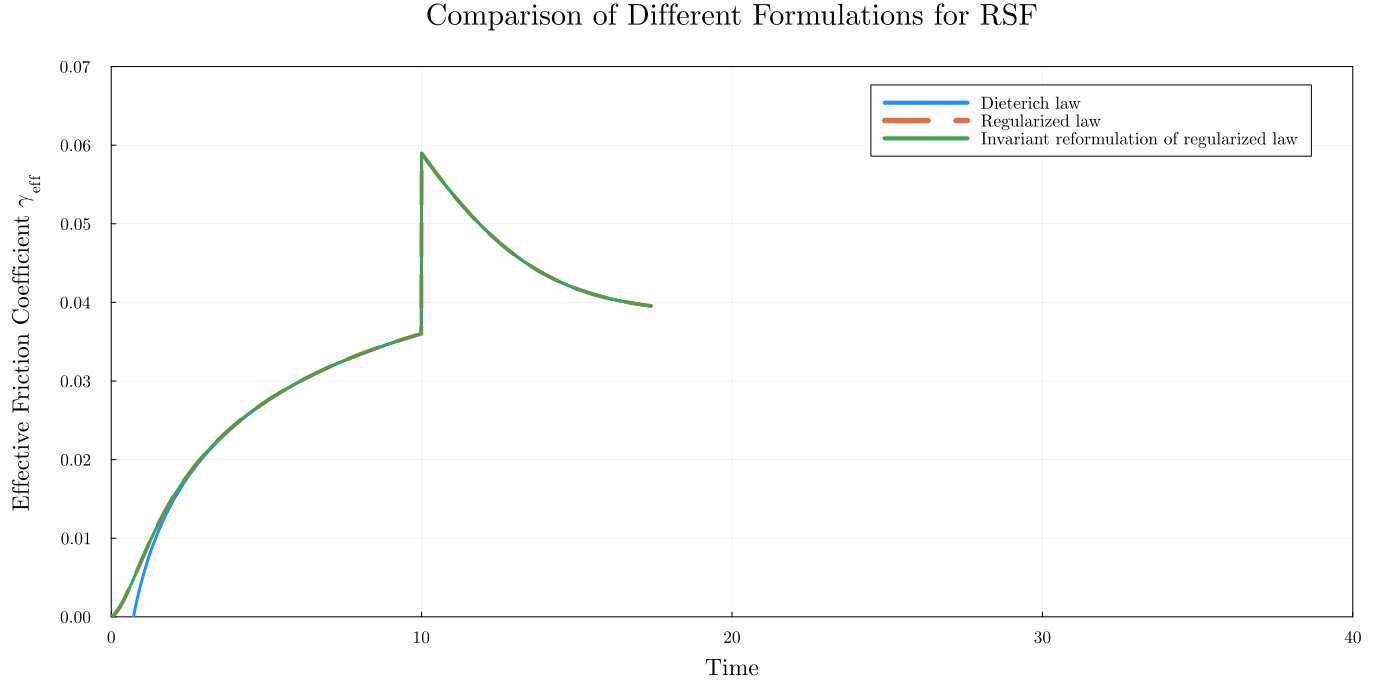 Comparison of Different Formulations for RSF
Effective Friction Coefficient γeff
0.07
0.06
0.05
0.04
0.03
0.02
0.01
0.00
Dieterich law
Regularized law
Invariant reformulation of regularized law
0
10
20
30
40
Time